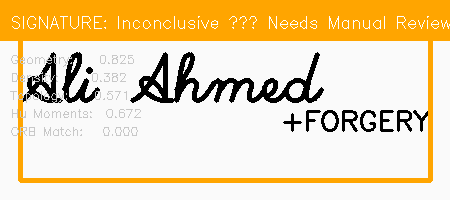 SIGNATURE: Inconclusive ??? Needs Manual Review
Geometry: 0.825
Density: 0.382
Ali Ahmed
Topology: 0.571
Hu Moments: 0.672
+FORGERY
ORB Match: 0.000